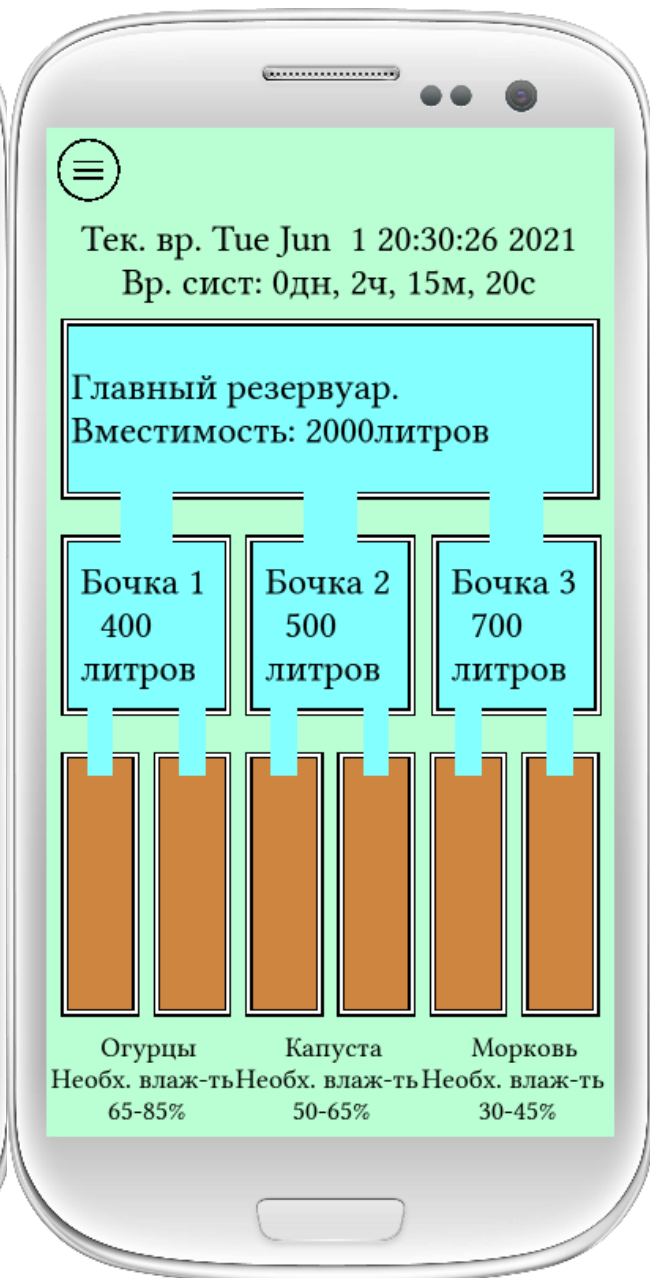 Тек. вр. Tue Jun  1 20:30:26 2021
Вр. сист: 0дн, 2ч, 15м, 20с
Главный резервуар.
Вместимость: 2000литров
Бочка 1
400
литров
Бочка 2
500
литров
Бочка 3
700
литров
Огурцы
Необх. влаж-ть
65-85%
Капуста
Необх. влаж-ть
50-65%
Морковь
Необх. влаж-ть
30-45%